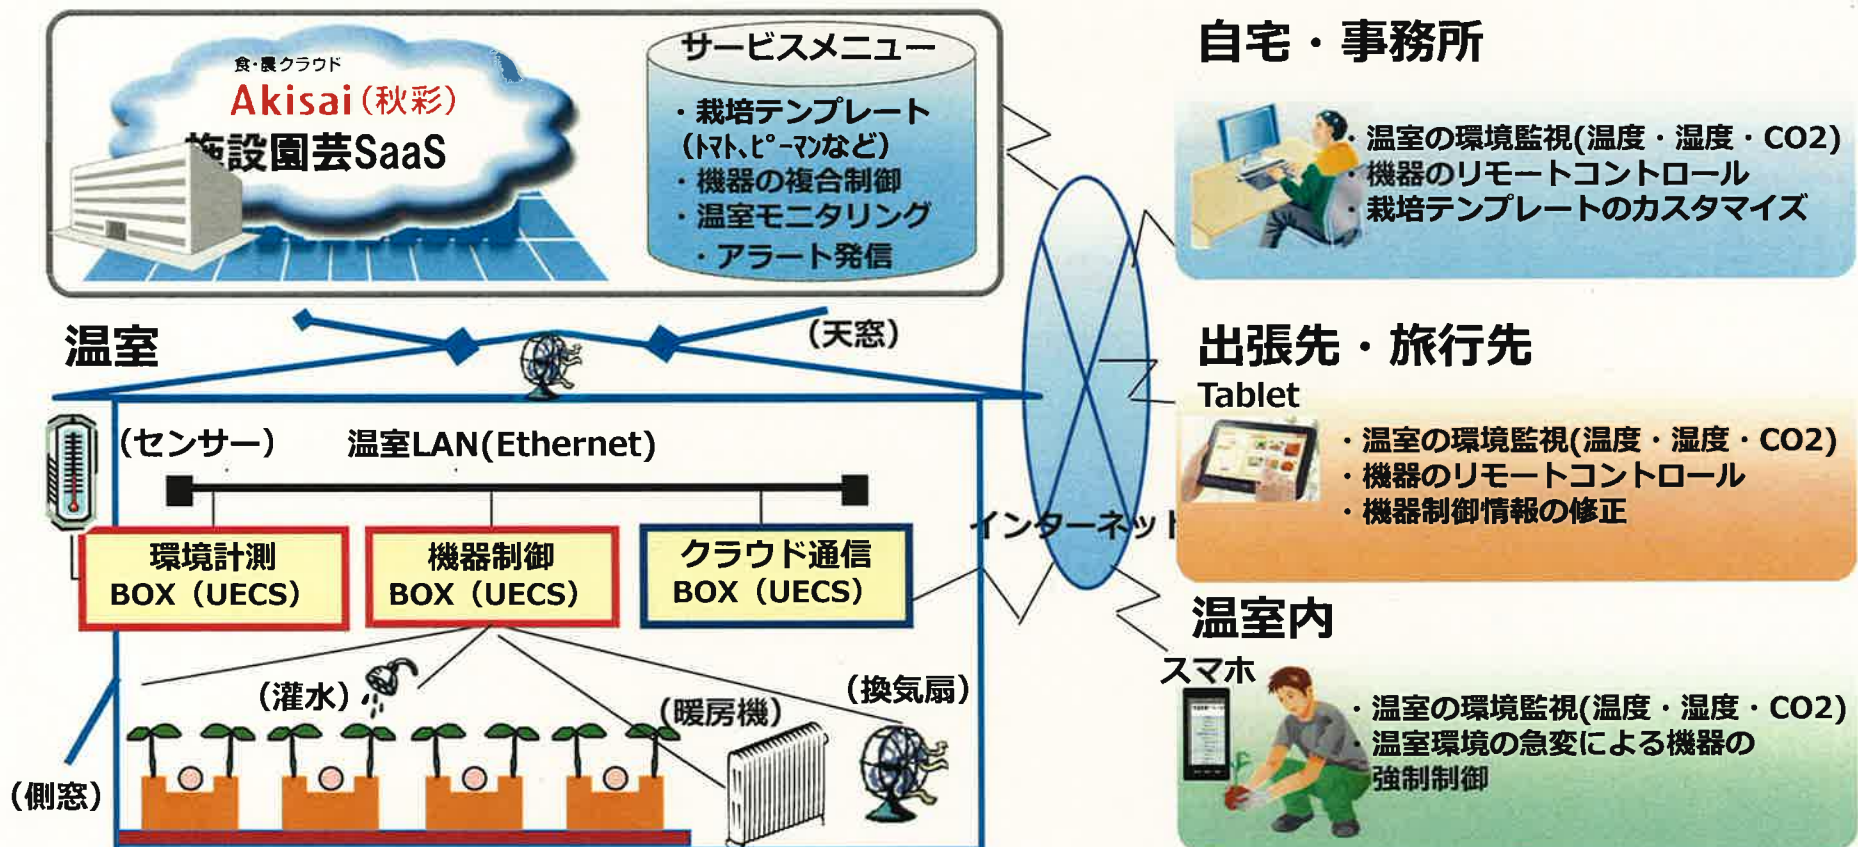 食・農クラウド
Akisai(秋彩)
施設園芸SaaS
サービスメニュー
・栽培テンプレート
(ﾄﾏﾄ、ﾋﾟｰﾏﾝなど)
・機器の複合制御
・温室モニタリング
・アラート発信
自宅・事務所
・温室の環境監視(温度・湿度・CO2)
・機器のリモートコントロール
・栽培テンプレートのカスタマイズ
温室
(天窓)
(センサー)
温室LAN(Ethernet)
環境計測
BOX（UECS）
機器制御
BOX（UECS）
クラウド通信
BOX（UECS）
インターネット
(灌水)
(暖房機)
(換気扇)
(側窓)
出張先・旅行先
Tablet
・温室の環境監視(温度・湿度・CO2)
・機器のリモートコントロール
・機器制御情報の修正
温室内
スマホ
・温室の環境監視(温度・湿度・CO2)
・温室環境の急変による機器の
強制制御